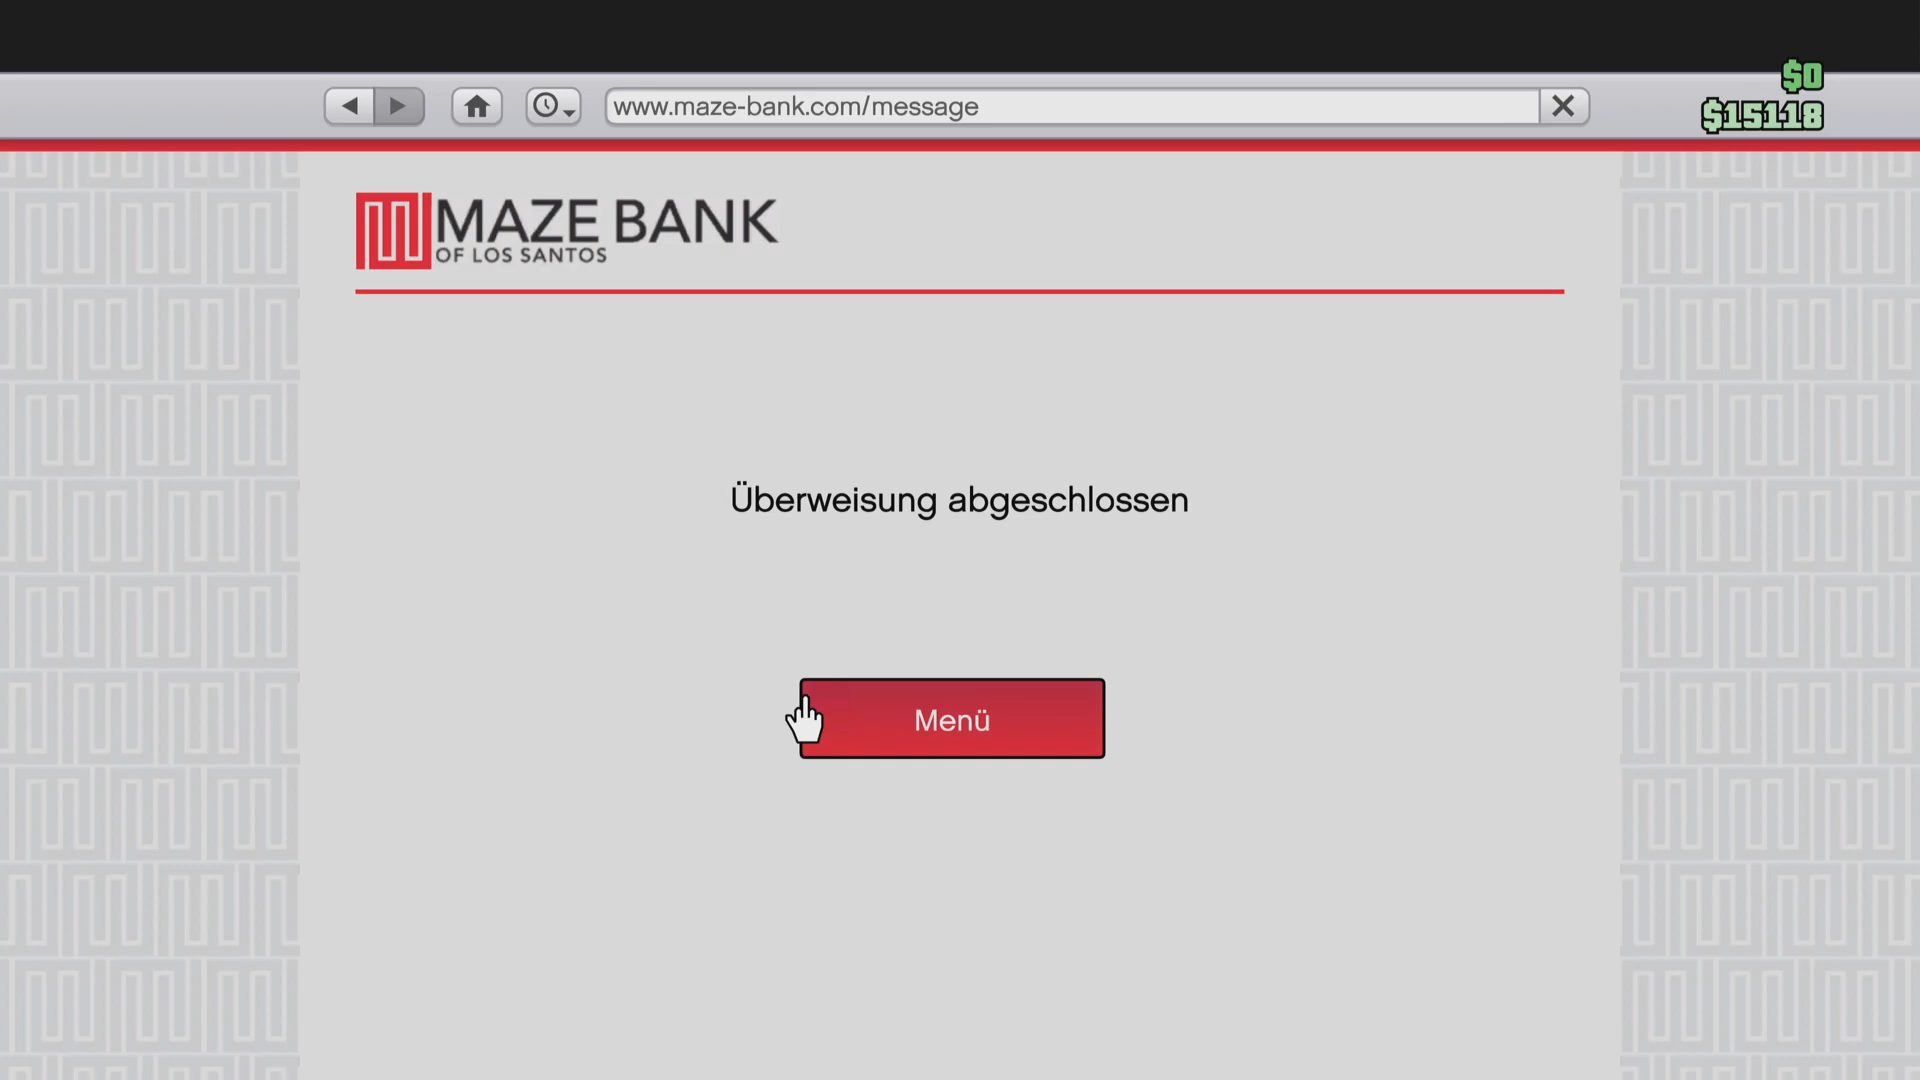 $0
www.maze-bank.com/message
$15118
MAZE BANK
OF LOS SANTOS
Überweisung abgeschlossen
Menü